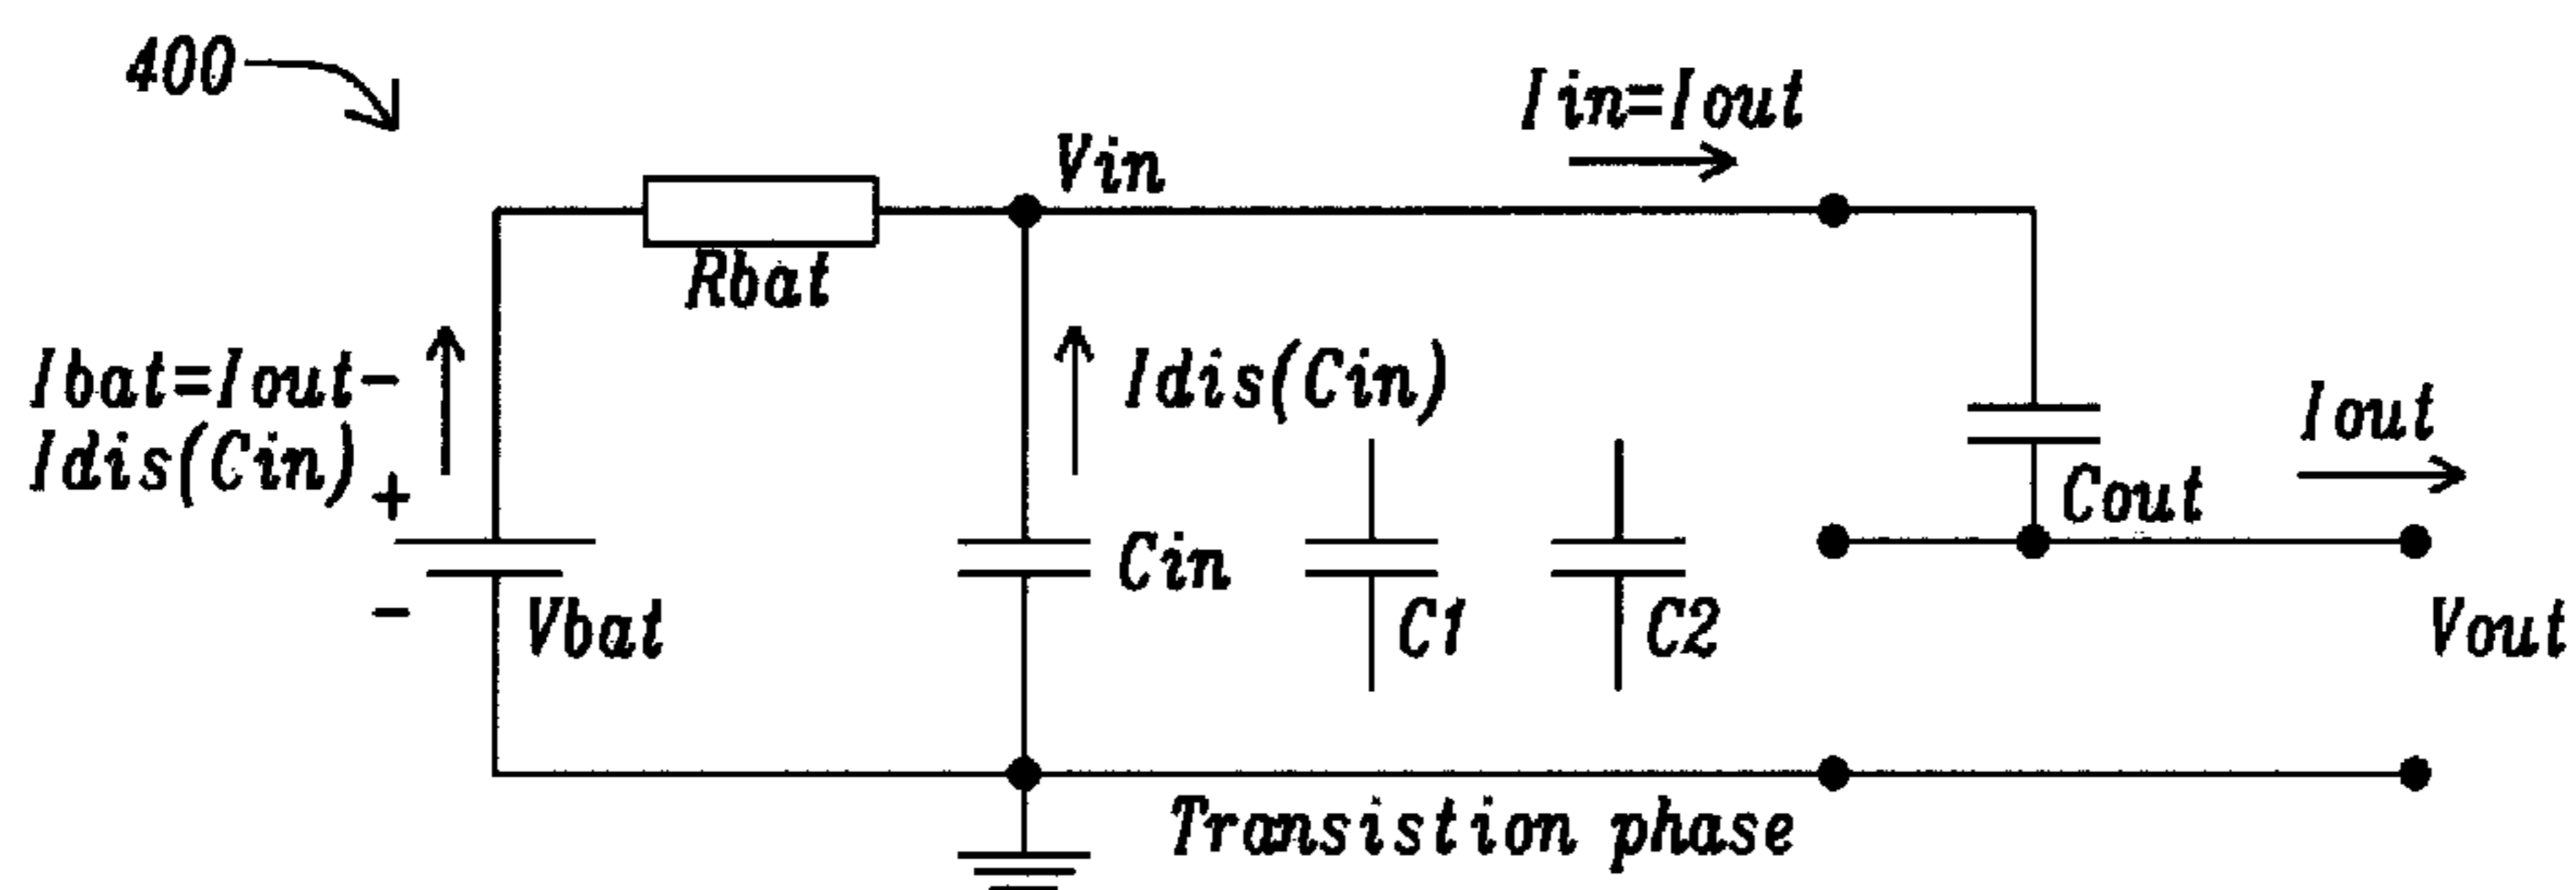 400
Iin=Iout
Vin
Rbat
Ibat=Iout-
Idis(Cin)
Idis(Cin)
Iout
Cout
+
Cin
-
Vbat
C1
C2
Vout
Transistion phase